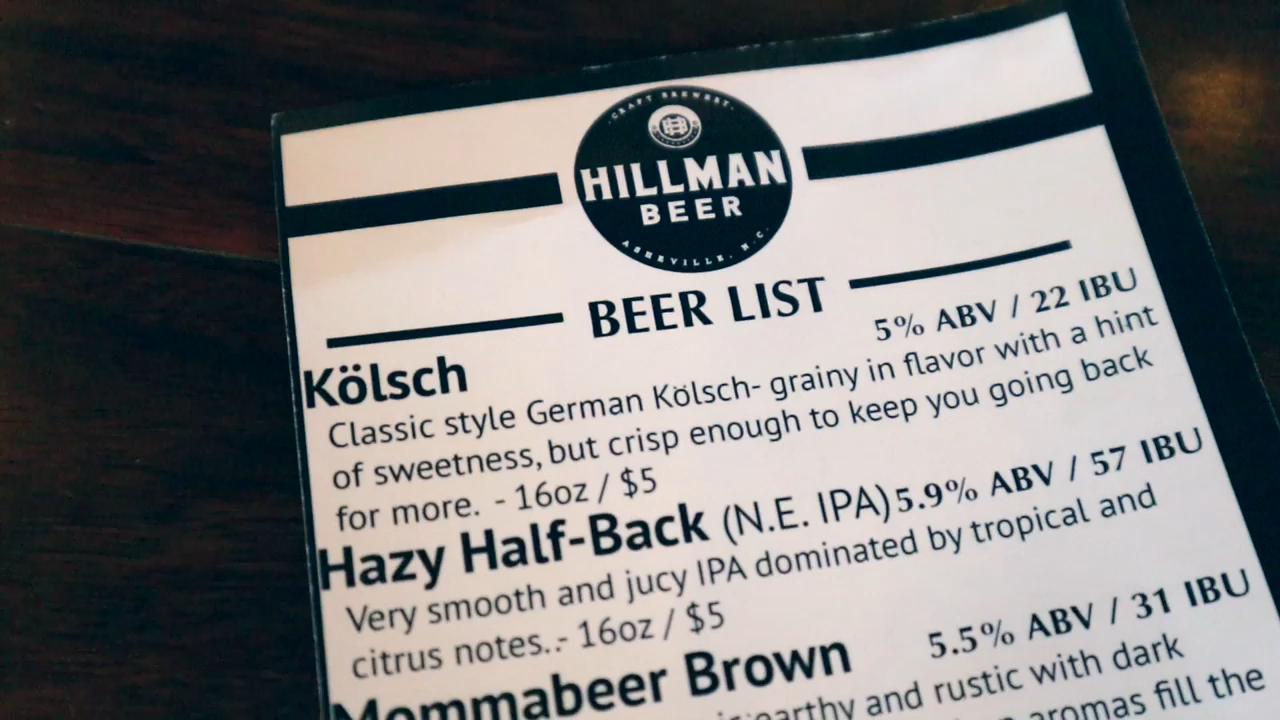 CRAFT BREWERY
HILLMAN
BEER
ASHEVILLE, N.C.
BEER LIST
Kölsch 5% ABV / 22 IBU
Classic style German Kölsch- grainy in flavor with a hint
of sweetness, but crisp enough to keep you going back
for more. - 16oz / $5
Hazy Half-Back (N.E. IPA) 5.9% ABV / 57 IBU
Very smooth and jucy IPA dominated by tropical and
citrus notes..- 16oz / $5
Mommabeer Brown 5.5% ABV / 31 IBU
earthy and rustic with dark
aromas fill the